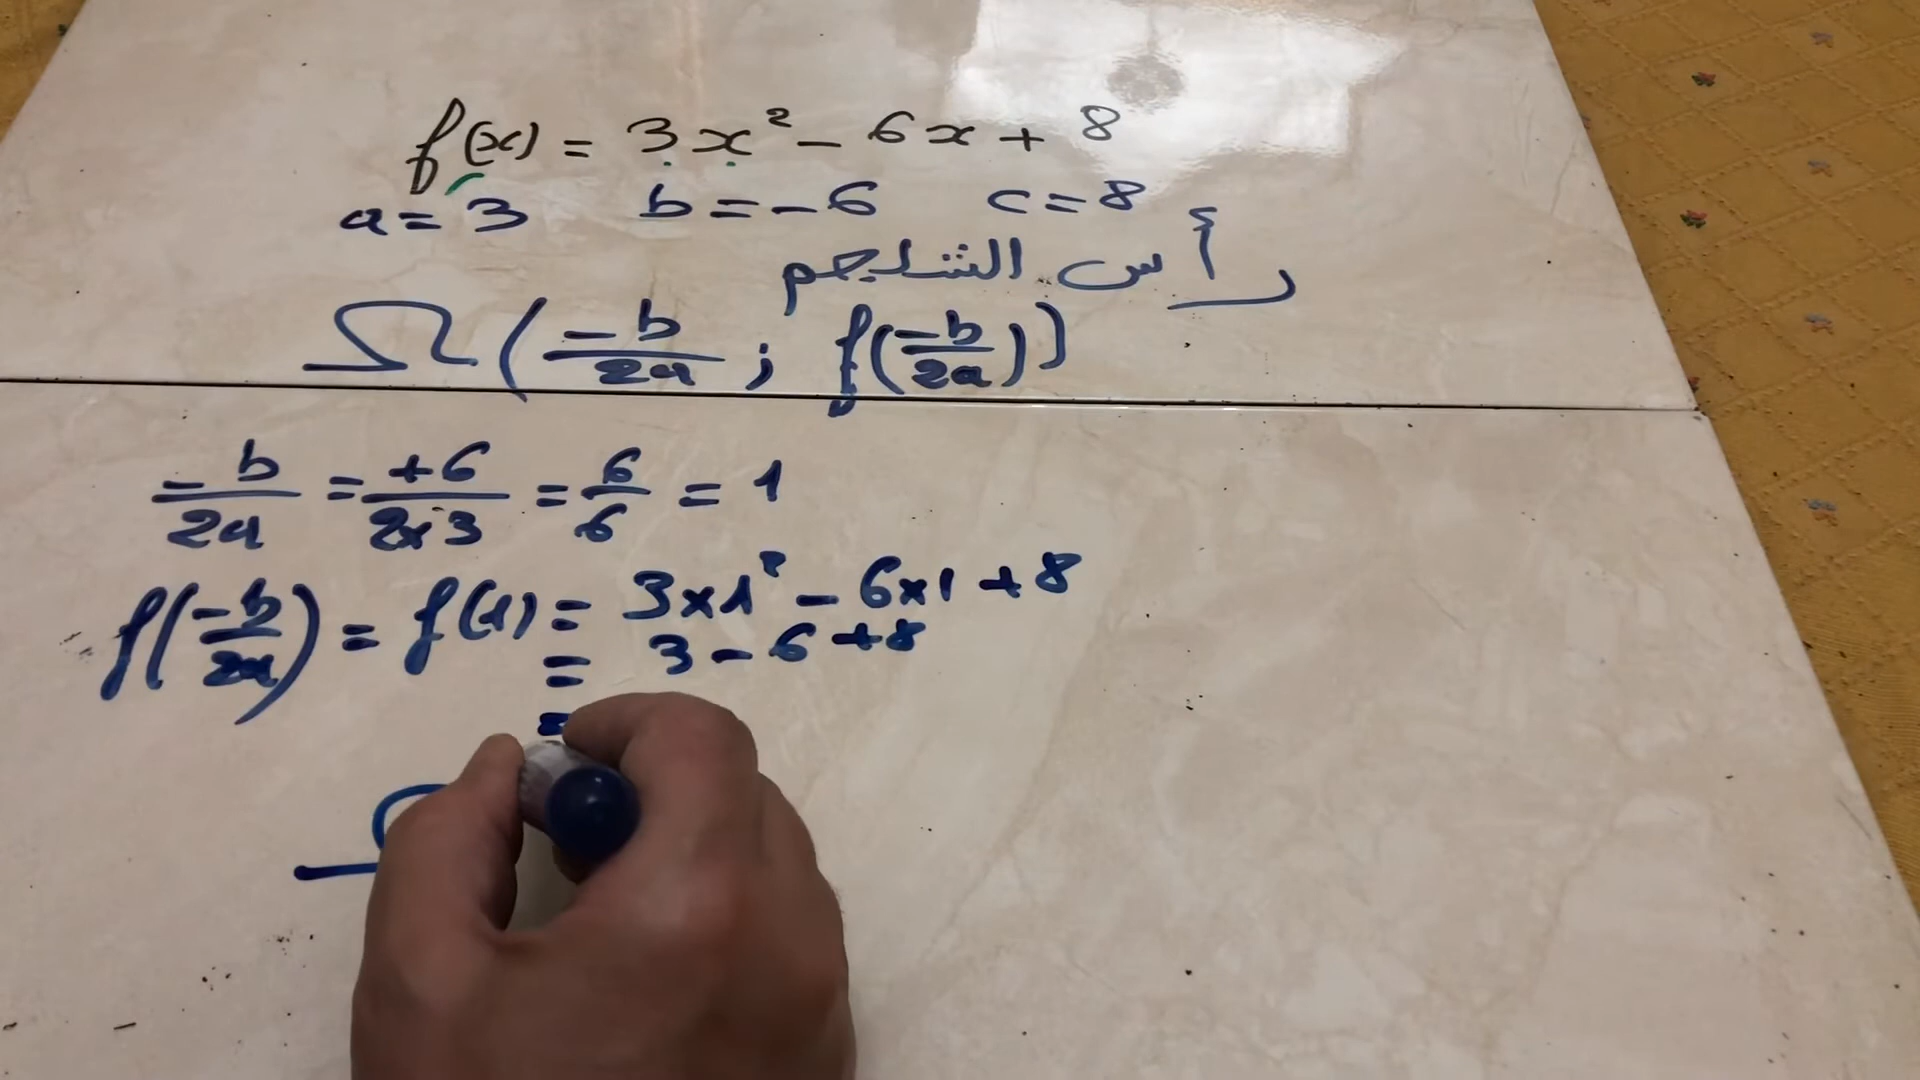 f(x) = 3x² - 6x + 8
a = 3 b = -6 c = 8
رأس الشلجم
Ω(-b/2a ; f(-b/2a))
-b/2a = +6/2×3 = 6/6 = 1
f(-b/2a) = f(1) = 3×1² - 6×1 + 8
= 3 - 6 + 8
=